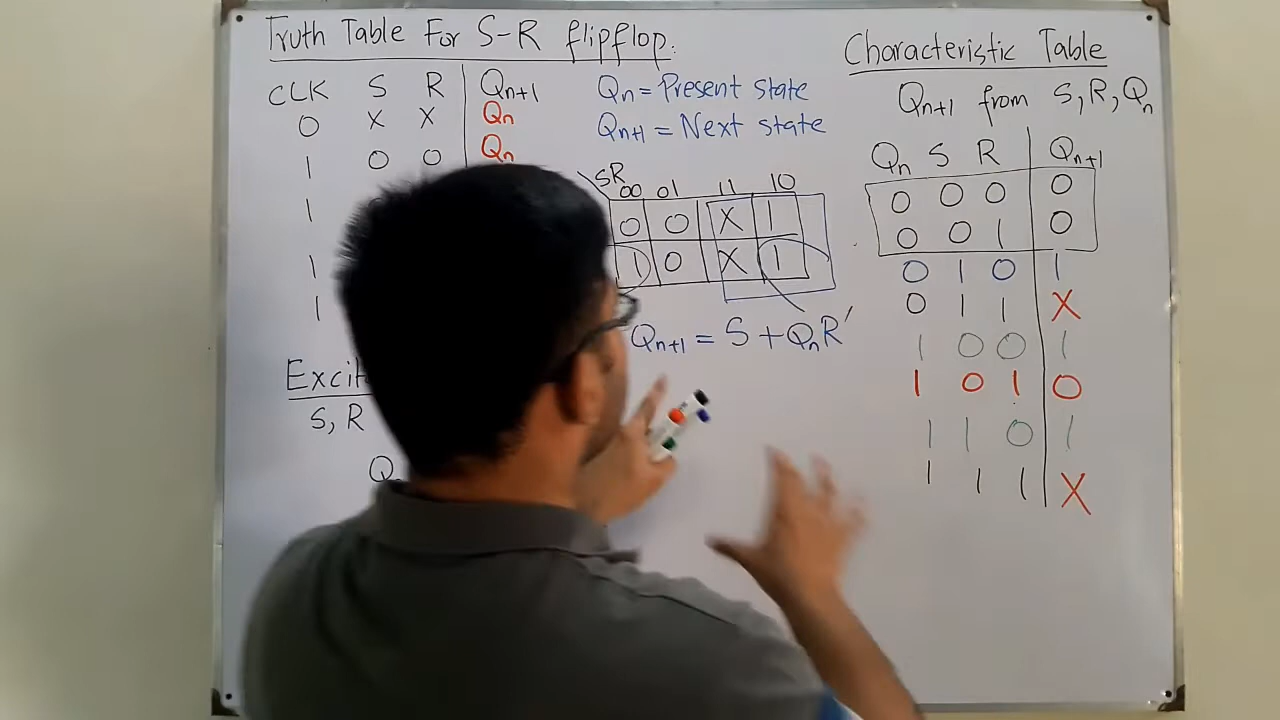 Truth Table For S-R flipflop:
CLK S R Qn+1
0 X X Qn
1 0 0 Qn
1
1
1
Qn = Present state
Qn+1 = Next state
SR
00 01 11 10
0 0 X 1
1 0 X 1
Qn+1 = S + QnR'
S, R
Characteristic Table
Qn+1 from S, R, Qn
Qn S R Qn+1
0 0 0 0
0 0 1 0
0 1 0 1
0 1 1 X
1 0 0 1
1 0 1 0
1 1 0 1
1 1 1 X